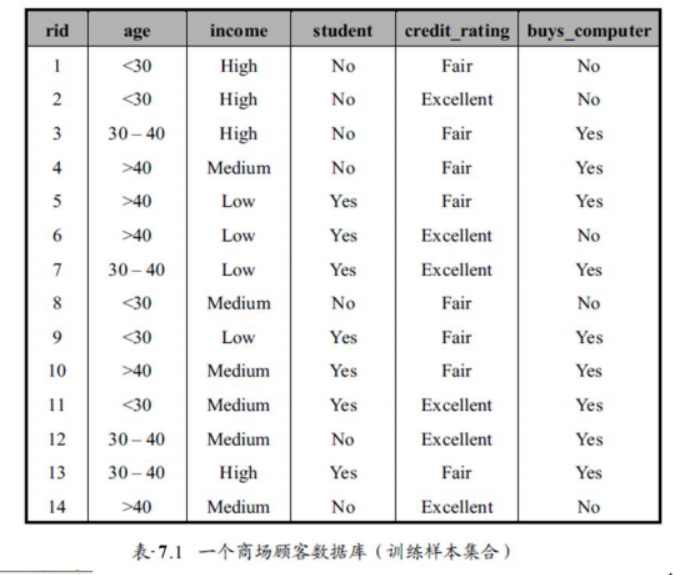 rid age income student credit_rating buys_computer
1 <30 High No Fair No
2 <30 High No Excellent No
3 30–40 High No Fair Yes
4 >40 Medium No Fair Yes
5 >40 Low Yes Fair Yes
6 >40 Low Yes Excellent No
7 30–40 Low Yes Excellent Yes
8 <30 Medium No Fair No
9 <30 Low Yes Fair Yes
10 >40 Medium Yes Fair Yes
11 <30 Medium Yes Excellent Yes
12 30–40 Medium No Excellent Yes
13 30–40 High Yes Fair Yes
14 >40 Medium No Excellent No
表-7.1 一个商场顾客数据库（训练样本集合）